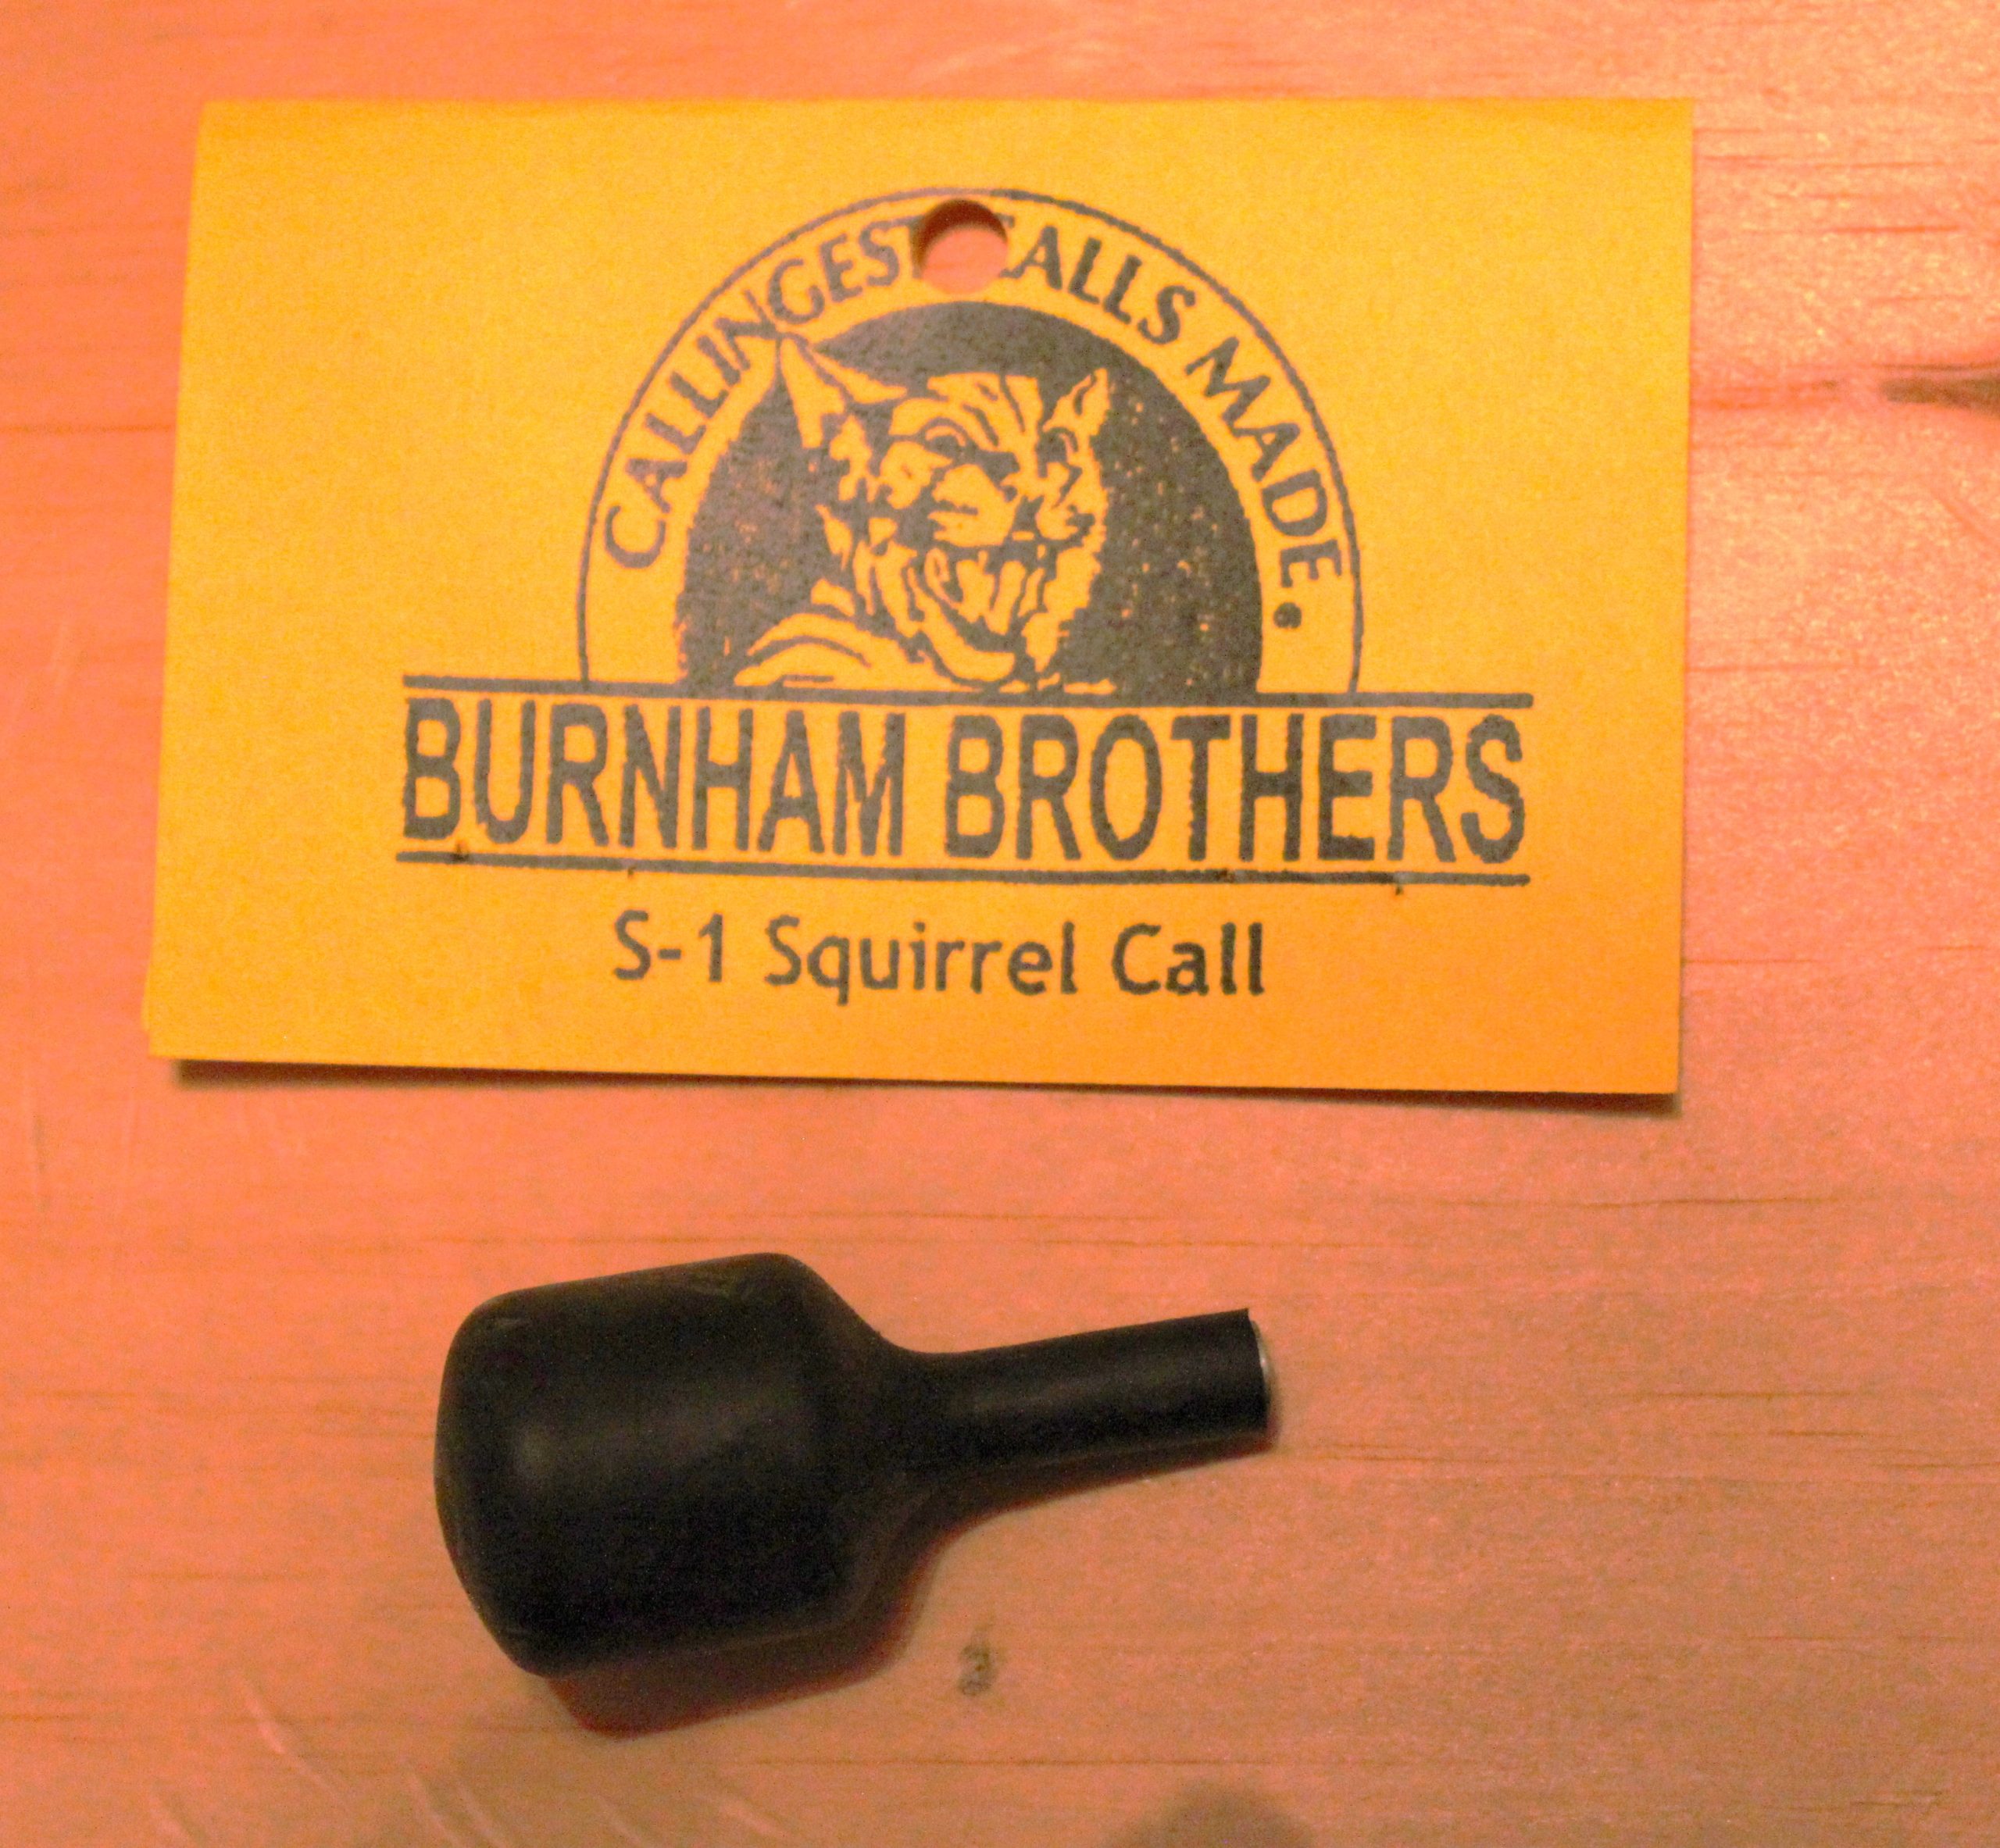 CALLINGEST CALLS MADE.
BURNHAM BROTHERS
S-1 Squirrel Call